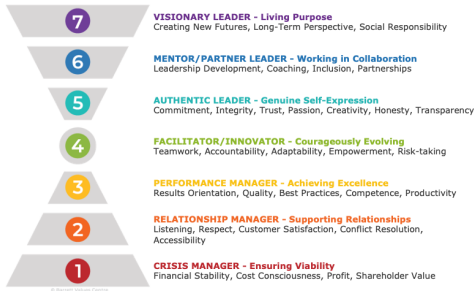 7
VISIONARY LEADER - Living Purpose
Creating New Futures, Long-Term Perspective, Social Responsibility
6
MENTOR/PARTNER LEADER - Working in Collaboration
Leadership Development, Coaching, Inclusion, Partnerships
5
AUTHENTIC LEADER - Genuine Self-Expression
Commitment, Integrity, Trust, Passion, Creativity, Honesty, Transparency
4
FACILITATOR/INNOVATOR - Courageously Evolving
Teamwork, Accountability, Adaptability, Empowerment, Risk-taking
3
PERFORMANCE MANAGER - Achieving Excellence
Results Orientation, Quality, Best Practices, Competence, Productivity
2
RELATIONSHIP MANAGER - Supporting Relationships
Listening, Respect, Customer Satisfaction, Conflict Resolution,
Accessibility
1
CRISIS MANAGER - Ensuring Viability
Financial Stability, Cost Consciousness, Profit, Shareholder Value